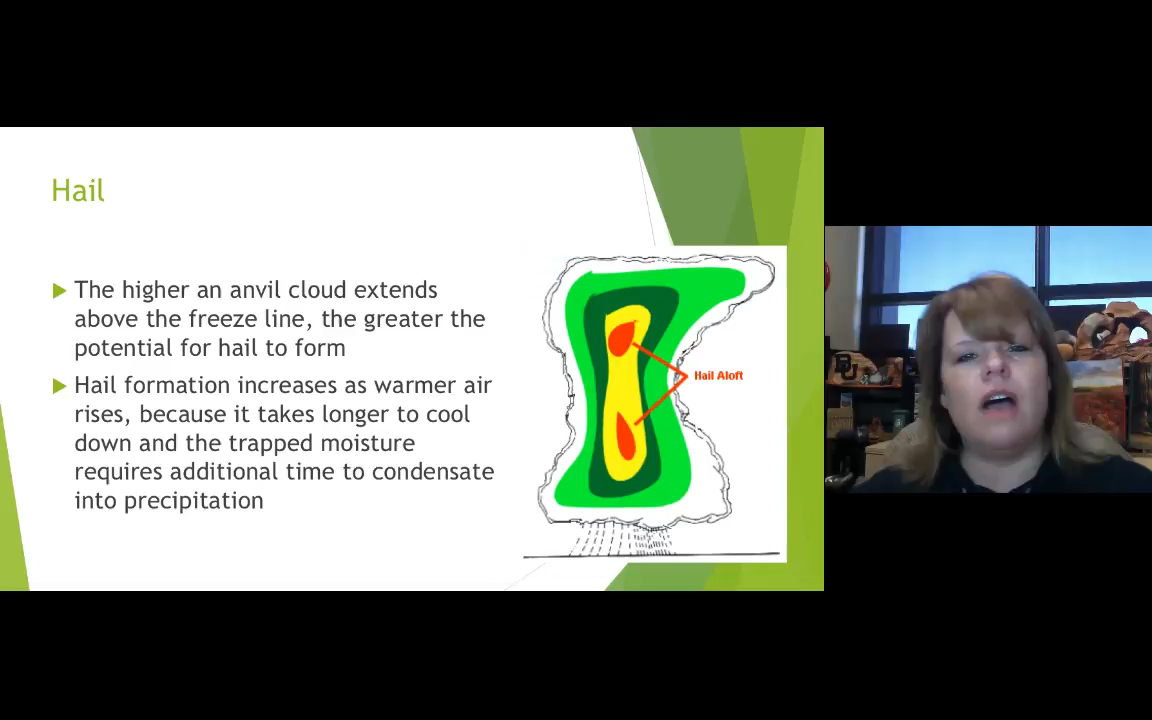 Hail
The higher an anvil cloud extends
above the freeze line, the greater the
potential for hail to form
Hail formation increases as warmer air
rises, because it takes longer to cool
down and the trapped moisture
requires additional time to condensate
into precipitation
Hail Aloft